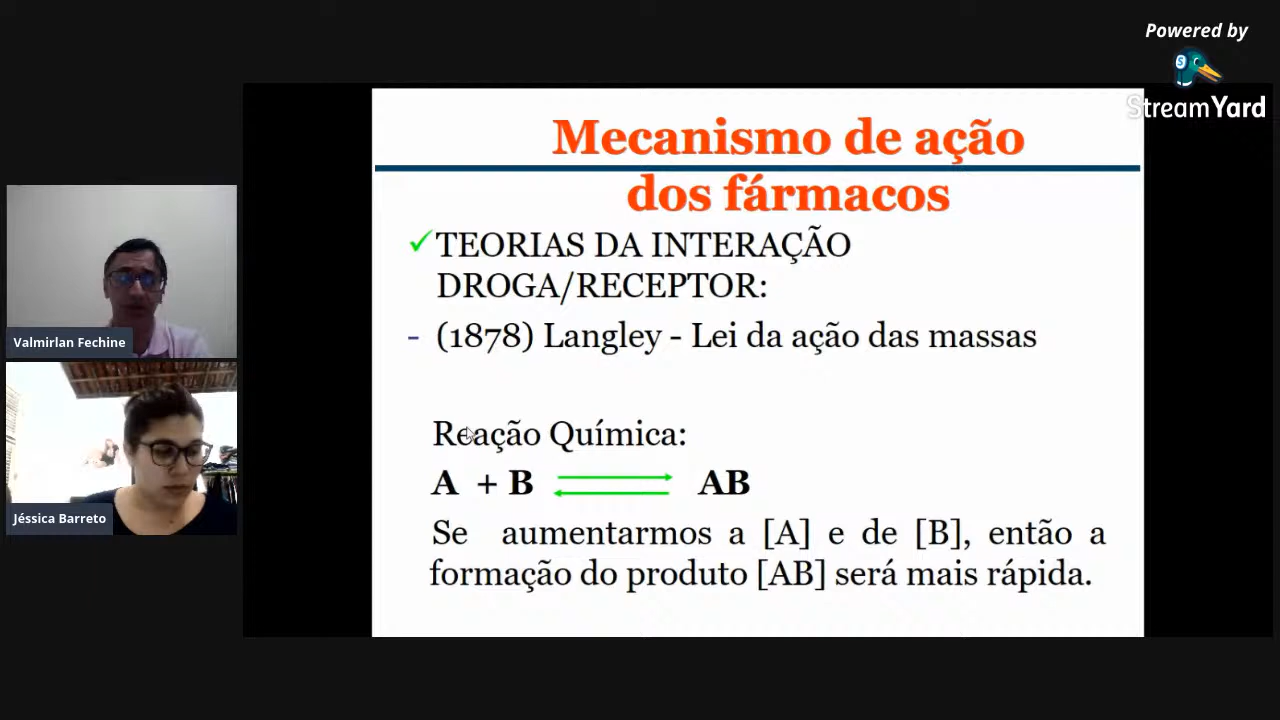 Powered by
StreamYard
Mecanismo de ação
dos fármacos
✓TEORIAS DA INTERAÇÃO
DROGA/RECEPTOR:
- (1878) Langley - Lei da ação das massas
Reação Química:
A + B AB
Se aumentarmos a [A] e de [B], então a
formação do produto [AB] será mais rápida.
Valmirlan Fechine
Jéssica Barreto